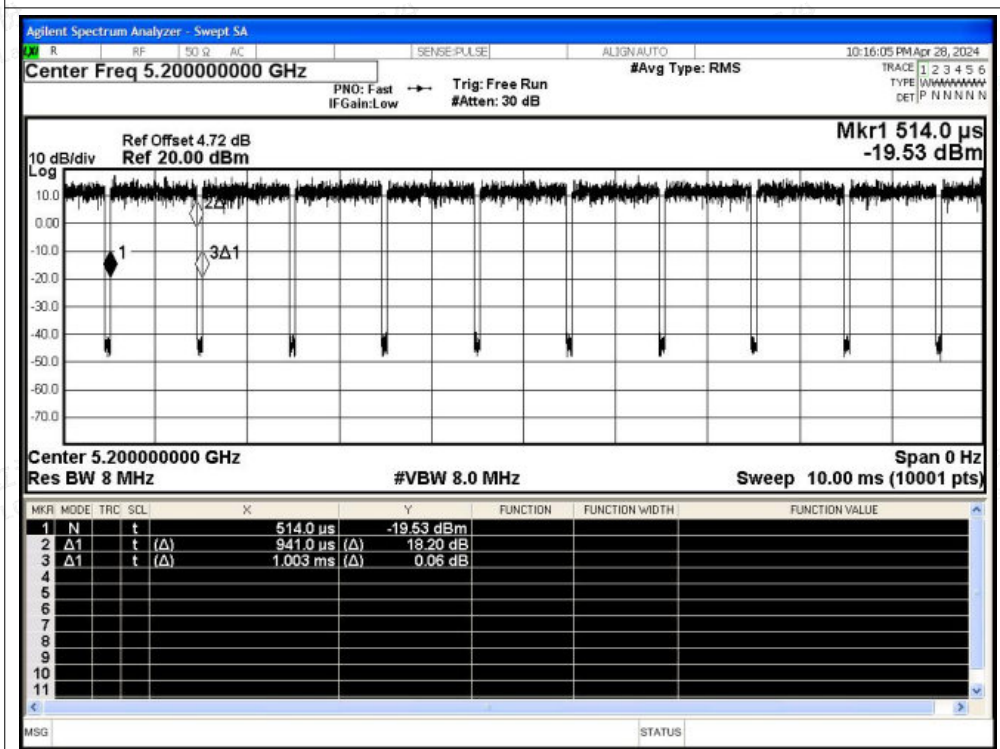 Agilent Spectrum Analyzer - Swept SA
R RF 50 Ω AC SENSE:PULSE ALIGN AUTO 10:16:05 PM Apr 28, 2024
Center Freq 5.200000000 GHz #Avg Type: RMS TRACE 1 2 3 4 5 6
PNO: Fast Trig: Free Run TYPE
IFGain:Low #Atten: 30 dB DET P N N N N N
Mkr1 514.0 µs
Ref Offset 4.72 dB
10 dB/div Ref 20.00 dBm -19.53 dBm
Log
10.0
2Δ1
0.00
-10.0
1 3Δ1
-20.0
-30.0
-40.0
-50.0
-60.0
-70.0
Center 5.200000000 GHz Span 0 Hz
Res BW 8 MHz #VBW 8.0 MHz Sweep 10.00 ms (10001 pts)
MKR MODE TRC SCL X Y FUNCTION FUNCTION WIDTH FUNCTION VALUE
1 N t 514.0 µs -19.53 dBm
2 Δ1 t (Δ) 941.0 µs (Δ) 18.20 dB
3 Δ1 t (Δ) 1.003 ms (Δ) 0.06 dB
4
5
6
7
8
9
10
11
MSG STATUS